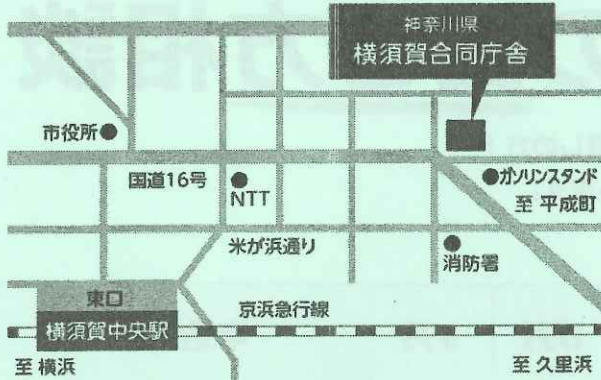 神奈川県
横須賀合同庁舎
市役所
国道16号
NTT
ガソリンスタンド
至 平成町
米が浜通り
消防署
東口
横須賀中央駅
京浜急行線
至 横浜
至 久里浜